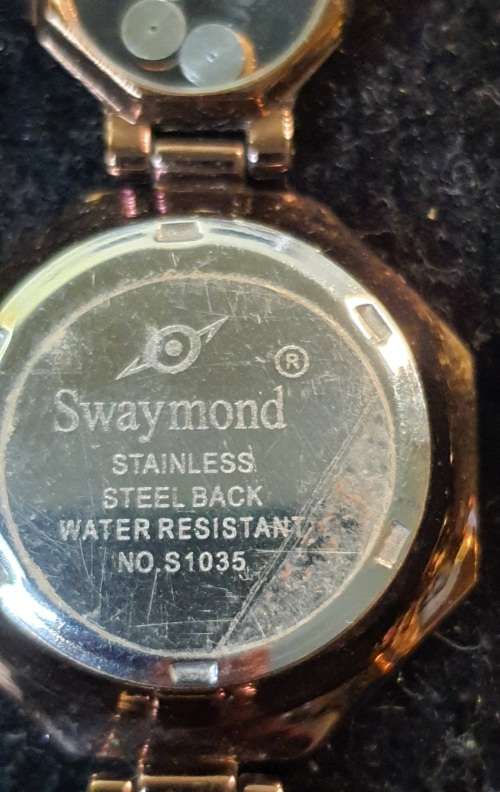 ®
Swaymond
STAINLESS
STEEL BACK
WATER RESISTANT
NO.S1035